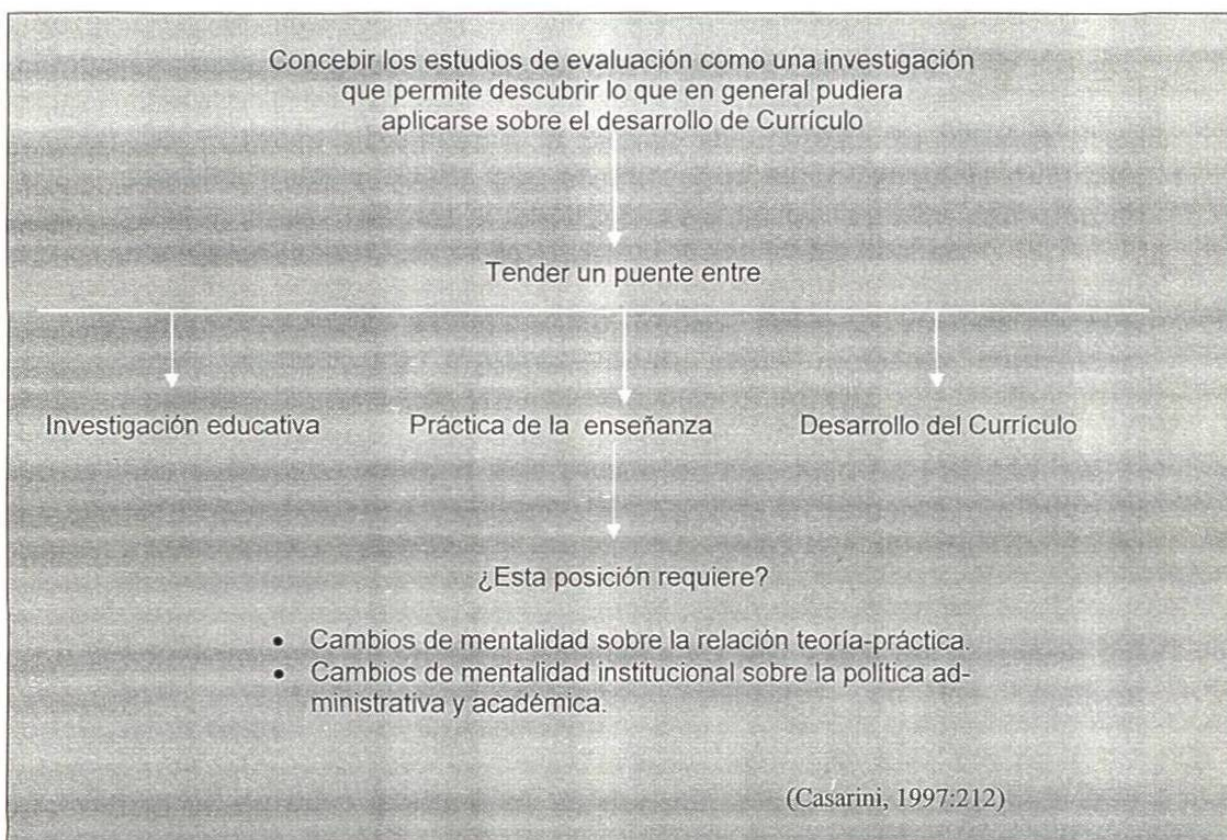 Concebir los estudios de evaluación como una investigación
que permite descubrir lo que en general pudiera
aplicarse sobre el desarrollo de Currículo
Tender un puente entre
Investigación educativa Práctica de la enseñanza Desarrollo del Currículo
¿Esta posición requiere?
• Cambios de mentalidad sobre la relación teoría-práctica.
• Cambios de mentalidad institucional sobre la política ad-
ministrativa y académica.
(Casarini, 1997:212)